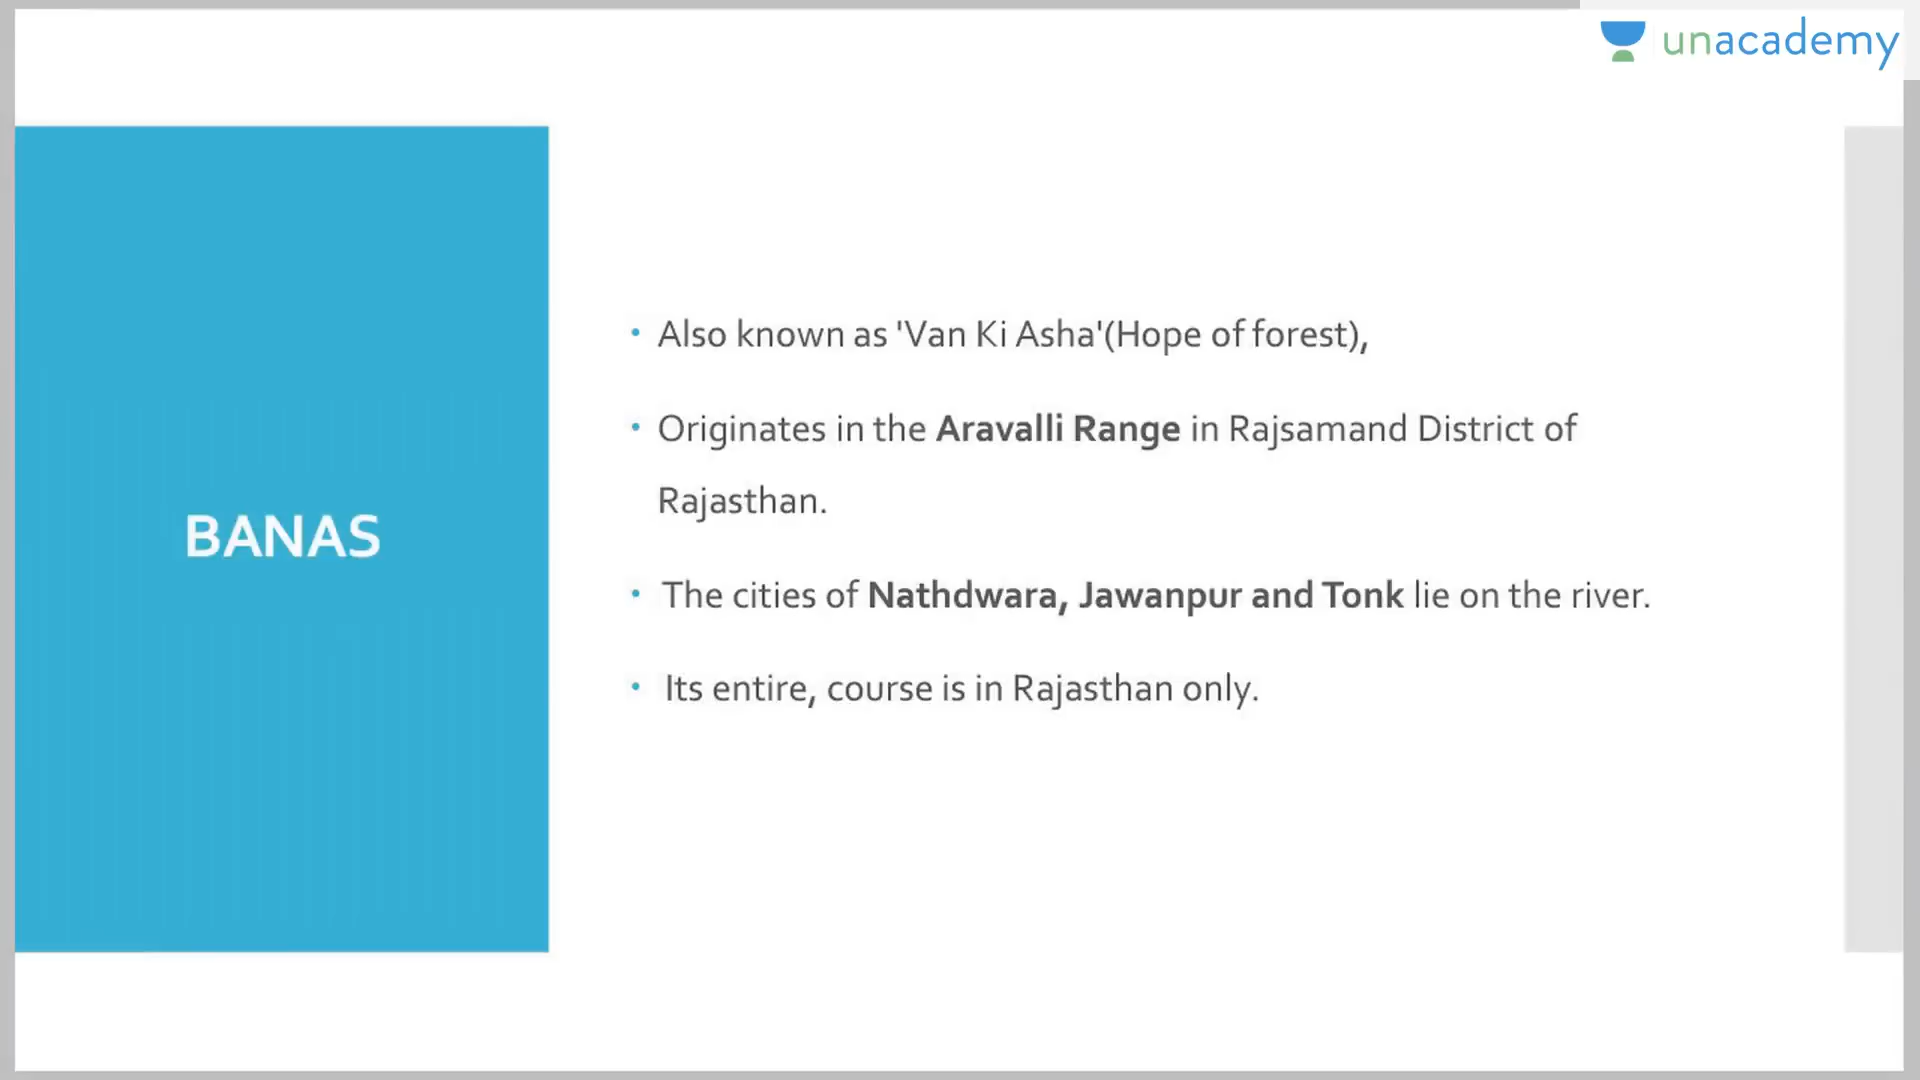 unacademy
BANAS
• Also known as 'Van Ki Asha'(Hope of forest),
• Originates in the Aravalli Range in Rajsamand District of
Rajasthan.
• The cities of Nathdwara, Jawanpur and Tonk lie on the river.
• Its entire, course is in Rajasthan only.